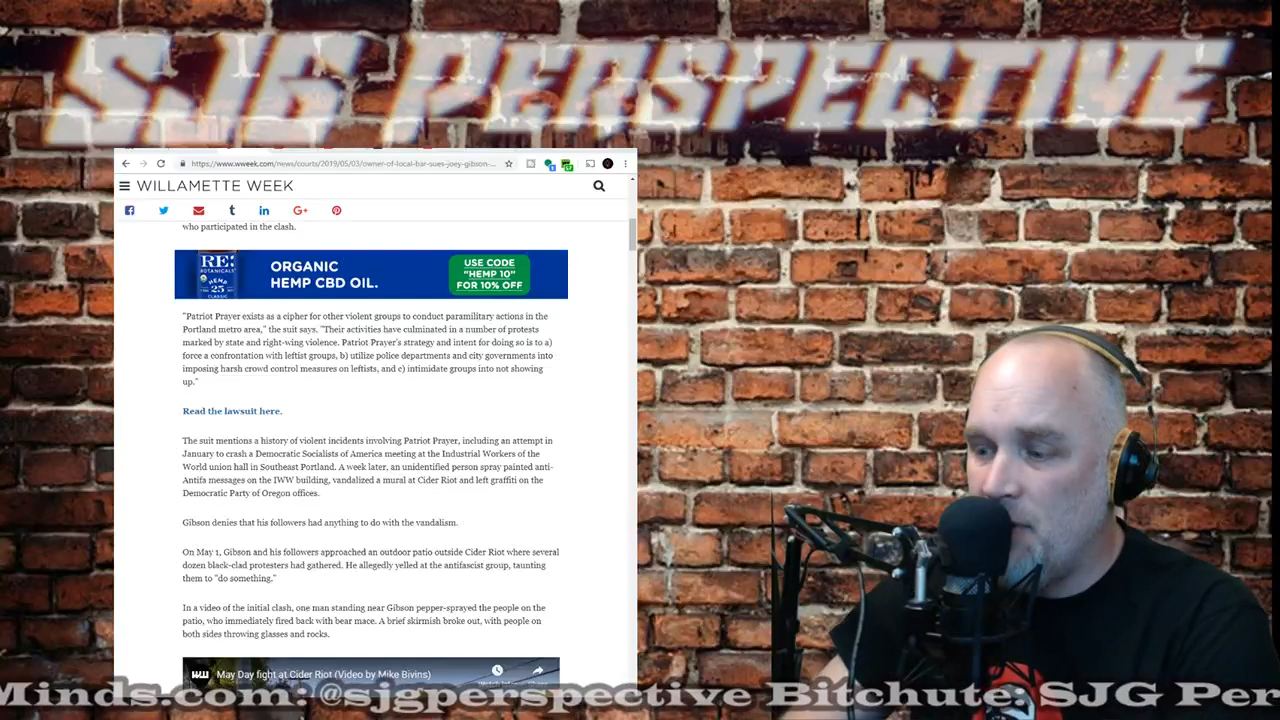 SJG PERSPECTIVE
https://www.wweek.com/news/courts/2019/05/03/owner-of-local-bar-sues-joey-gibson-...
WILLAMETTE WEEK
who participated in the clash.
RE:
BOTANICALS
HEMP
25
CLASSIC
ORGANIC
HEMP CBD OIL.
USE CODE
"HEMP 10"
FOR 10% OFF
"Patriot Prayer exists as a cipher for other violent groups to conduct paramilitary actions in the
Portland metro area," the suit says. "Their activities have culminated in a number of protests
marked by state and right-wing violence. Patriot Prayer's strategy and intent for doing so is to a)
force a confrontation with leftist groups, b) utilize police departments and city governments into
imposing harsh crowd control measures on leftists, and c) intimidate groups into not showing
up."
Read the lawsuit here.
The suit mentions a history of violent incidents involving Patriot Prayer, including an attempt in
January to crash a Democratic Socialists of America meeting at the Industrial Workers of the
World union hall in Southeast Portland. A week later, an unidentified person spray painted anti-
Antifa messages on the IWW building, vandalized a mural at Cider Riot and left graffiti on the
Democratic Party of Oregon offices.
Gibson denies that his followers had anything to do with the vandalism.
On May 1, Gibson and his followers approached an outdoor patio outside Cider Riot where several
dozen black-clad protesters had gathered. He allegedly yelled at the antifascist group, taunting
them to "do something."
In a video of the initial clash, one man standing near Gibson pepper-sprayed the people on the
patio, who immediately fired back with bear mace. A brief skirmish broke out, with people on
both sides throwing glasses and rocks.
May Day fight at Cider Riot (Video by Mike Bivins)
Minds.com: @sjgperspective Bitchute: SJG Per